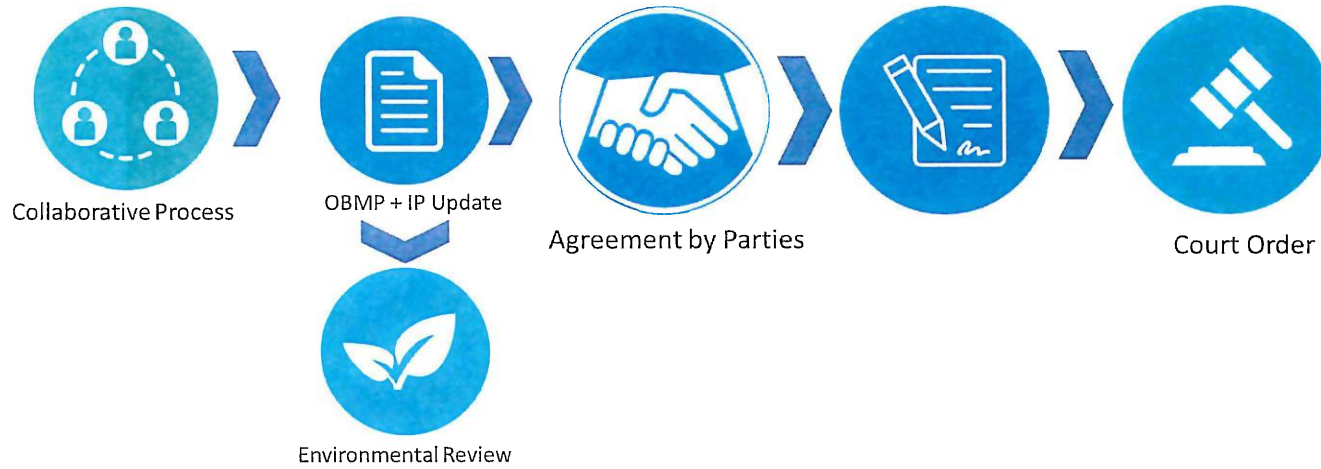 Collaborative Process
OBMP + IP Update
Agreement by Parties
Court Order
Environmental Review